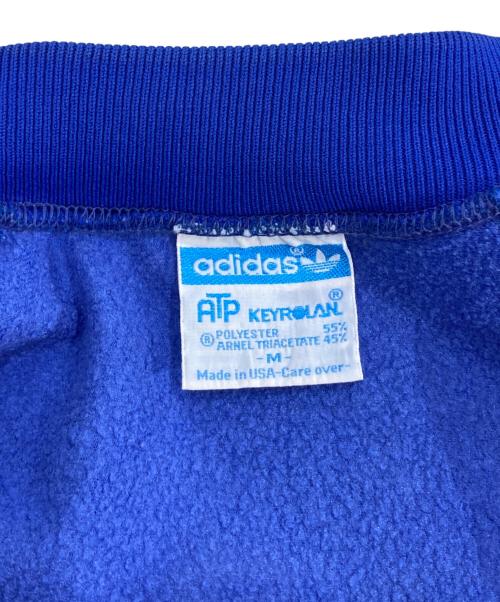 adidas®
ATP KEYROLAN®
® POLYESTER 55%
ARNEL TRIACETATE 45%
-M-
Made in USA-Care over-